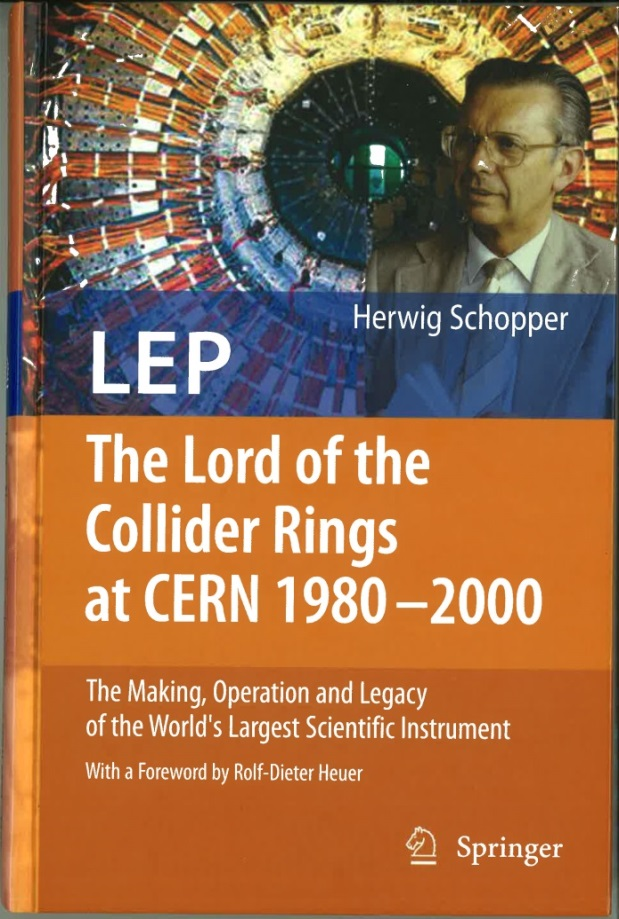 Herwig Schopper
LEP
The Lord of the
Collider Rings
at CERN 1980–2000
The Making, Operation and Legacy
of the World's Largest Scientific Instrument
With a Foreword by Rolf-Dieter Heuer
Springer